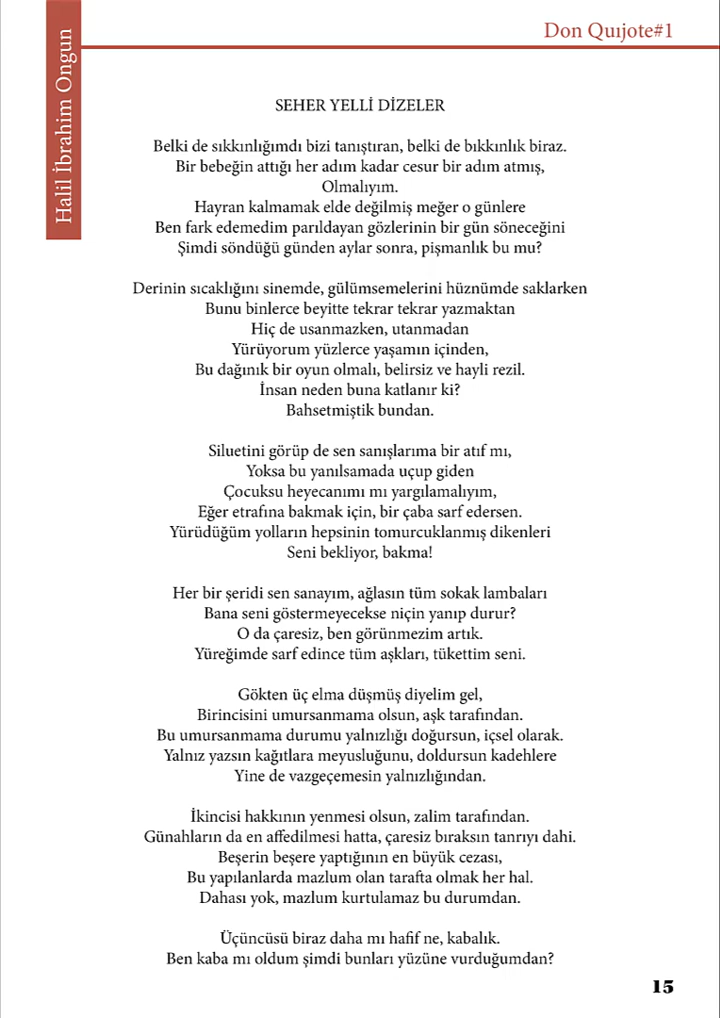 Don Quıjote#1
Halil İbrahim Ongun
SEHER YELLİ DİZELER
Belki de sıkkınlığımdı bizi tanıştıran, belki de bıkkınlık biraz.
Bir bebeğin attığı her adım kadar cesur bir adım atmış,
Olmalıyım.
Hayran kalmamak elde değilmiş meğer o günlere
Ben fark edemedim parıldayan gözlerinin bir gün söneceğini
Şimdi söndüğü günden aylar sonra, pişmanlık bu mu?
Derinin sıcaklığını sinemde, gülümsemelerini hüznümde saklarken
Bunu binlerce beyitte tekrar tekrar yazmaktan
Hiç de usanmazken, utanmadan
Yürüyorum yüzlerce yaşamın içinden,
Bu dağınık bir oyun olmalı, belirsiz ve hayli rezil.
İnsan neden buna katlanır ki?
Bahsetmiştik bundan.
Siluetini görüp de sen sanışlarıma bir atıf mı,
Yoksa bu yanılsamada uçup giden
Çocuksu heyecanımı mı yargılamalıyım,
Eğer etrafına bakmak için, bir çaba sarf edersen.
Yürüdüğüm yolların hepsinin tomurcuklanmış dikenleri
Seni bekliyor, bakma!
Her bir şeridi sen sanayım, ağlasın tüm sokak lambaları
Bana seni göstermeyecekse niçin yanıp durur?
O da çaresiz, ben görünmezim artık.
Yüreğimde sarf edince tüm aşkları, tükettim seni.
Gökten üç elma düşmüş diyelim gel,
Birincisini umursanmama olsun, aşk tarafından.
Bu umursanmama durumu yalnızlığı doğursun, içsel olarak.
Yalnız yazsın kağıtlara meyusluğunu, doldursun kadehlere
Yine de vazgeçemesin yalnızlığından.
İkincisi hakkının yenmesi olsun, zalim tarafından.
Günahların da en affedilmesi hatta, çaresiz bıraksın tanrıyı dahi.
Beşerin beşere yaptığının en büyük cezası,
Bu yapılanlarda mazlum olan tarafta olmak her hal.
Dahası yok, mazlum kurtulamaz bu durumdan.
Üçüncüsü biraz daha mı hafif ne, kabalık.
Ben kaba mı oldum şimdi bunları yüzüne vurduğumdan?
15